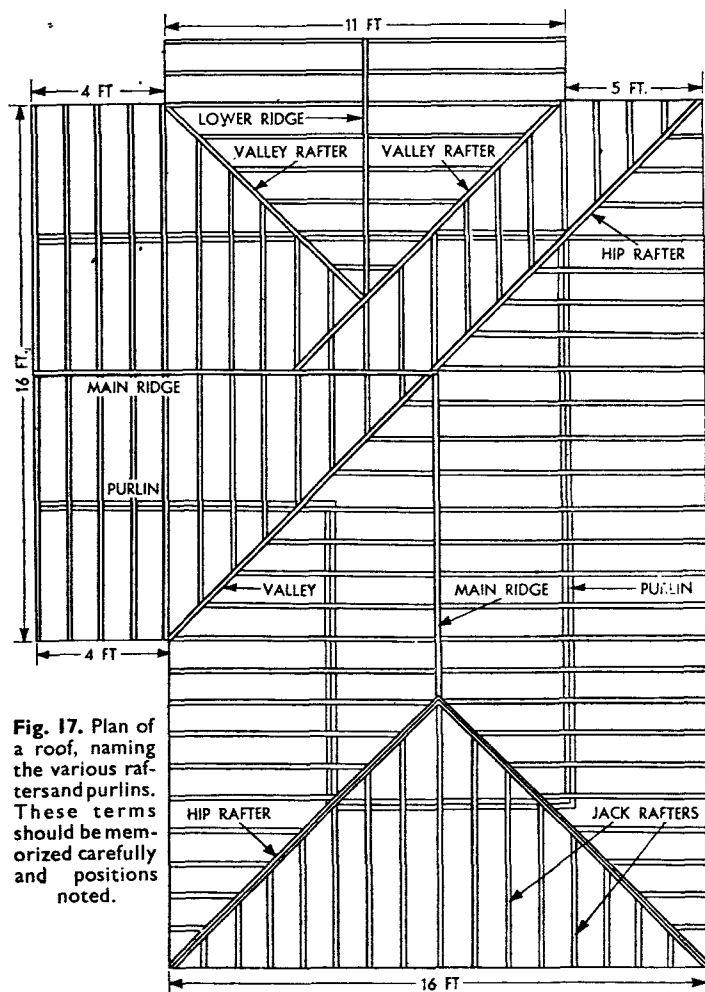 11 FT
4 FT
5 FT.
LOWER RIDGE
VALLEY RAFTER
VALLEY RAFTER
HIP RAFTER
16 FT.
MAIN RIDGE
PURLIN
VALLEY
MAIN RIDGE
PURLIN
4 FT
Fig. 17. Plan of
a roof, naming
the various raf-
tersand purlins.
These terms
should be mem-
orized carefully
and positions
noted.
HIP RAFTER
JACK RAFTERS
16 FT